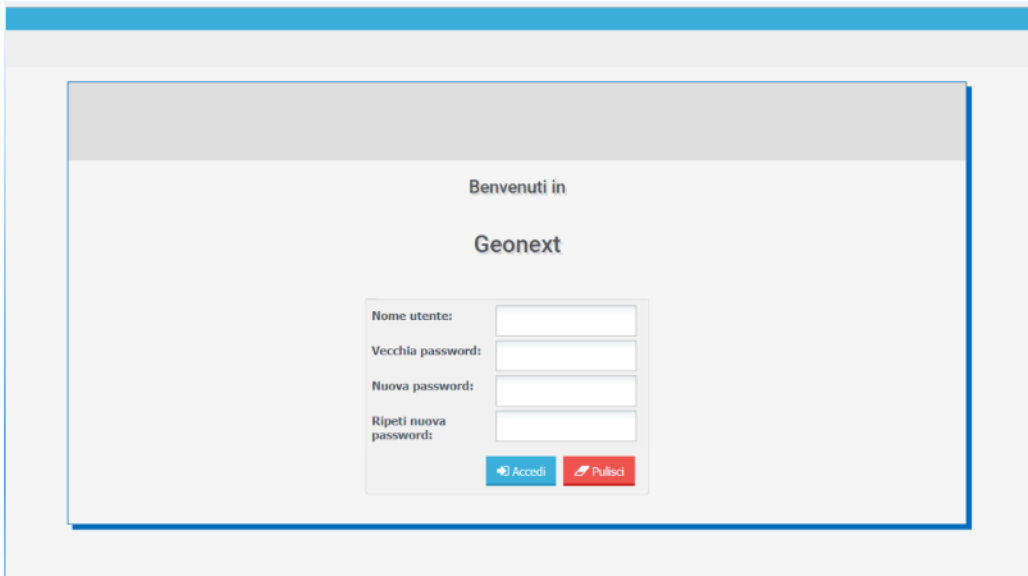 Benvenuti in
Geonext
Nome utente:
Vecchia password:
Nuova password:
Ripeti nuova
password:
Accedi Pulisci